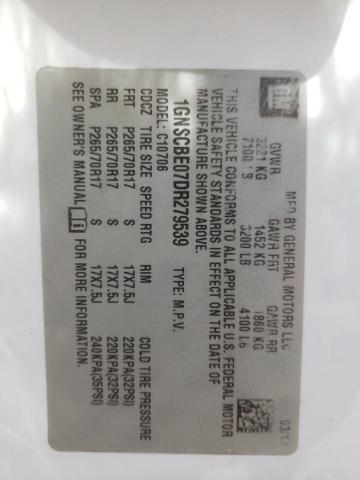 GM
MFD BY GENERAL MOTORS LLC
03/13
GVWR GAWR FRT GAWR RR
3221 KG 1452 KG 1860 KG
7100 LB 3200 LB 4100 LB
THIS VEHICLE CONFORMS TO ALL APPLICABLE U.S. FEDERAL MOTOR
VEHICLE SAFETY STANDARDS IN EFFECT ON THE DATE OF
MANUFACTURE SHOWN ABOVE.
1GNSCBE07DR279539 TYPE: M.P.V.
MODEL: C10706
CDCZ TIRE SIZE SPEED RTG RIM COLD TIRE PRESSURE
FRT P265/70R17 S 17X7.5J 220KPA(32PSI)
RR P265/70R17 S 17X7.5J 220KPA(32PSI)
SPA P265/70R17 S 17X7.5J 240KPA(35PSI)
SEE OWNER'S MANUAL FOR MORE INFORMATION.